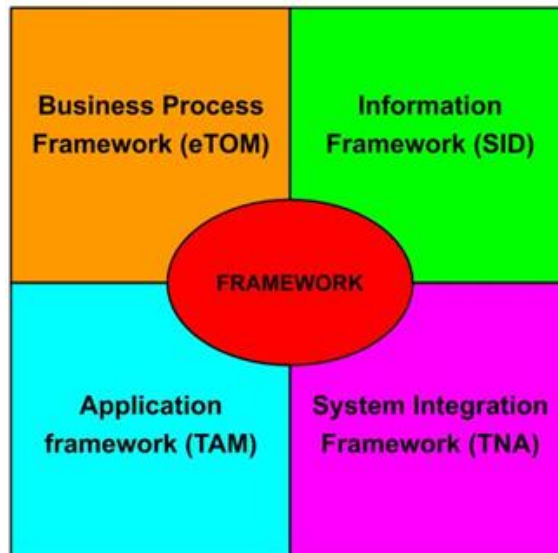 Business Process
Framework (eTOM)
Information
Framework (SID)
FRAMEWORK
Application
framework (TAM)
System Integration
Framework (TNA)